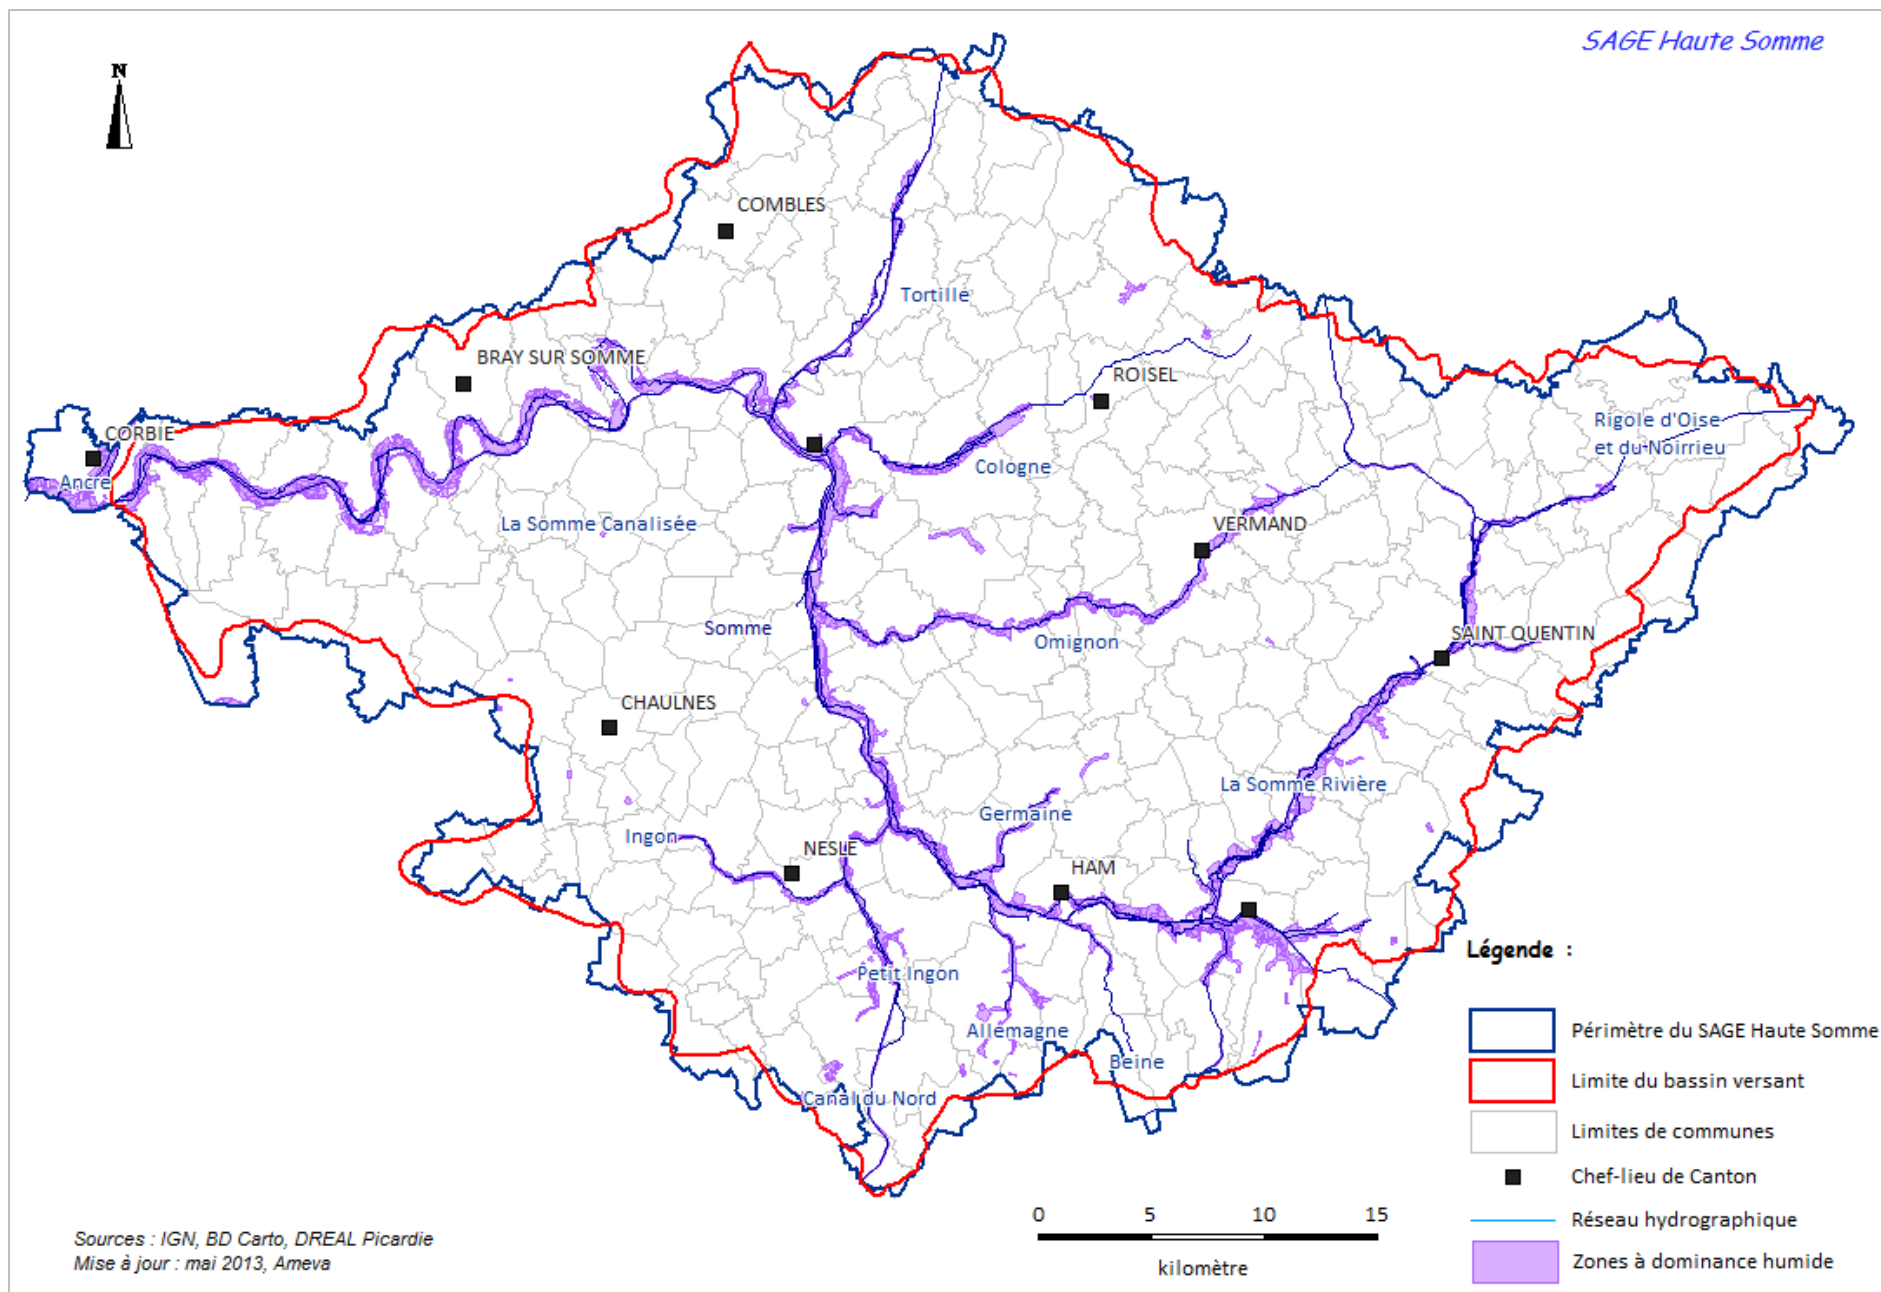 SAGE Haute Somme
N
COMBLES
Tortille
BRAY SUR SOMME
ROISEL
CORBIE
Rigole d'Oise
et du Noirrieu
Ancre
Cologne
La Somme Canalisée
VERMAND
Somme
Omignon
SAINT QUENTIN
CHAULNES
La Somme Rivière
Germaine
Ingon
NESLE
HAM
Petit Ingon
Allemagne
Beine
Canal du Nord
Légende :
Périmètre du SAGE Haute Somme
Limite du bassin versant
Limites de communes
Chef-lieu de Canton
Réseau hydrographique
Zones à dominance humide
0 5 10 15
kilomètre
Sources : IGN, BD Carto, DREAL Picardie
Mise à jour : mai 2013, Ameva